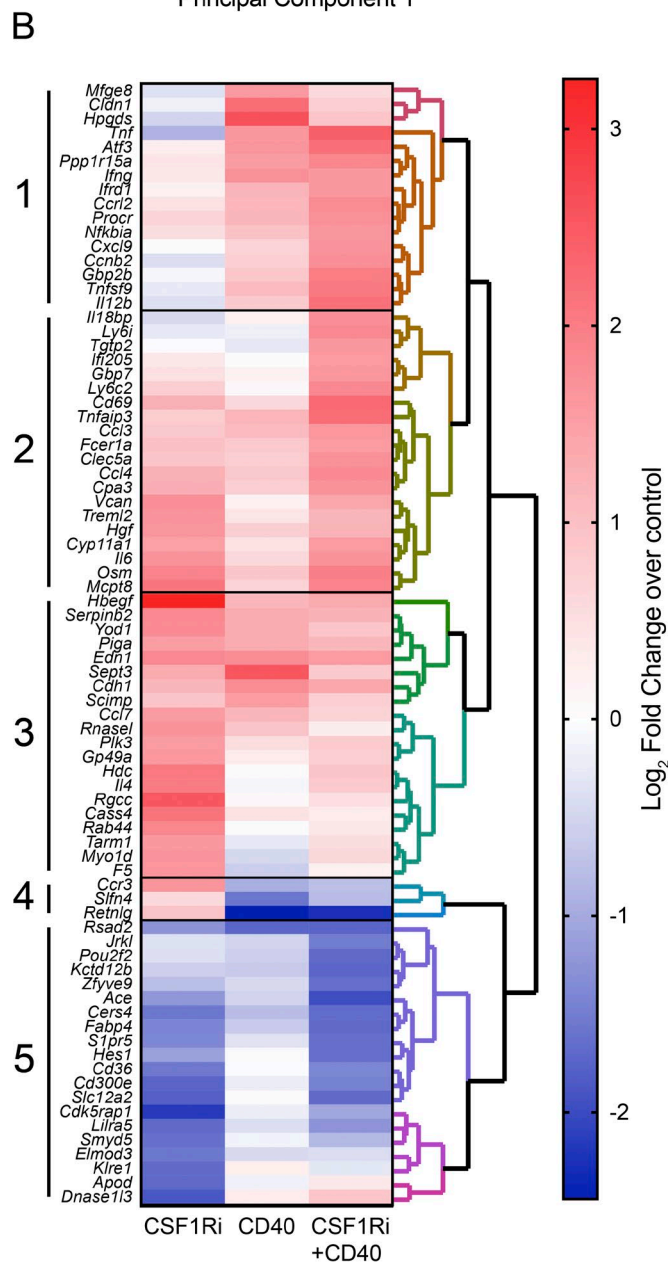 Principal Component 1
B
1
Mfge8
Cldn1
Hpgds
Tnf
Atf3
Ppp1r15a
Ifng
Ifrd1
Ccrl2
Procr
Nfkbia
Cxcl9
Ccnb2
Gbp2b
Tnfsf9
Il12b
2
Il18bp
Ly6i
Tgtp2
Ifi205
Gbp7
Ly6c2
Cd69
Tnfaip3
Ccl3
Fcer1a
Clec5a
Ccl4
Cpa3
Vcan
Treml2
Hgf
Cyp11a1
Il6
Osm
Mcpt8
3
Hbegf
Serpinb2
Yod1
Piga
Edn1
Sept3
Cdh1
Scimp
Ccl7
Rnasel
Plk3
Gp49a
Hdc
Il4
Rgcc
Cass4
Rab44
Tarm1
Myo1d
F5
4
Ccr3
Slfn4
Retnlg
5
Rsad2
Jrkl
Pou2f2
Kctd12b
Zfyve9
Ace
Cers4
Fabp4
S1pr5
Hes1
Cd36
Cd300e
Slc12a2
Cdk5rap1
Lilra5
Smyd5
Elmod3
Klre1
Apod
Dnase1l3
CSF1Ri CD40 CSF1Ri
+CD40
3
2
1
0
-1
-2
Log2 Fold Change over control